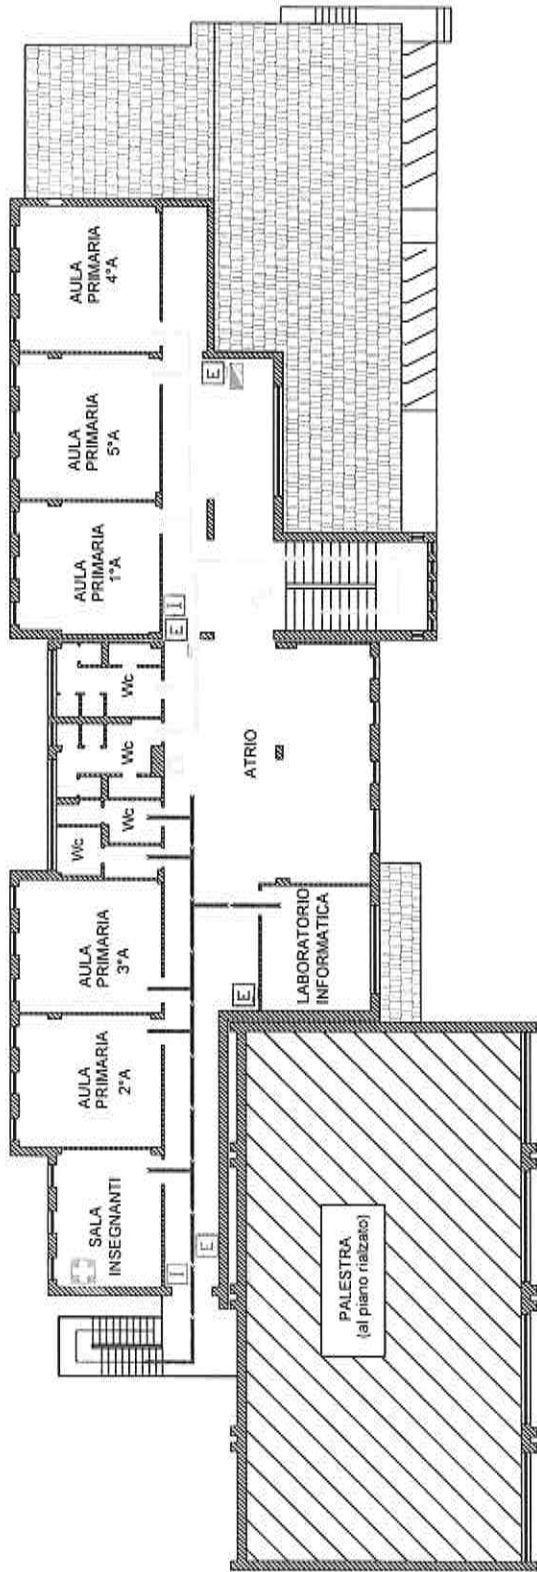 SALA
INSEGNANTI
AULA
PRIMARIA
2°A
AULA
PRIMARIA
3°A
Wc
Wc
Wc
Wc
AULA
PRIMARIA
1°A
AULA
PRIMARIA
5°A
AULA
PRIMARIA
4°A
I
E
E
E
I
E
LABORATORIO
INFORMATICA
ATRIO
PALESTRA
(al piano rialzato)